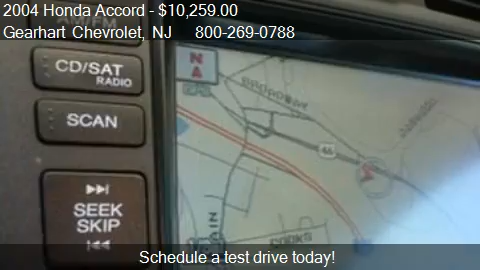 2004 Honda Accord - $10,259.00
Gearhart Chevrolet, NJ 800-269-0788
AM/FM
CD/SAT
RADIO
SCAN
SEEK
SKIP
N
46
Schedule a test drive today!